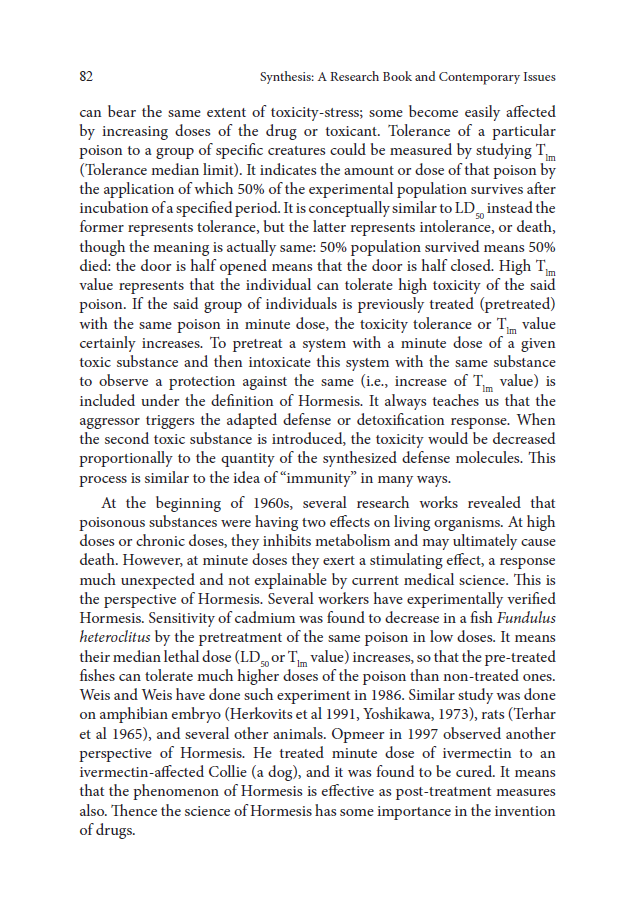 82 Synthesis: A Research Book and Contemporary Issues
can bear the same extent of toxicity-stress; some become easily affected
by increasing doses of the drug or toxicant. Tolerance of a particular
poison to a group of specific creatures could be measured by studying Tlm
(Tolerance median limit). It indicates the amount or dose of that poison by
the application of which 50% of the experimental population survives after
incubation of a specified period. It is conceptually similar to LD50 instead the
former represents tolerance, but the latter represents intolerance, or death,
though the meaning is actually same: 50% population survived means 50%
died: the door is half opened means that the door is half closed. High Tlm
value represents that the individual can tolerate high toxicity of the said
poison. If the said group of individuals is previously treated (pretreated)
with the same poison in minute dose, the toxicity tolerance or Tlm value
certainly increases. To pretreat a system with a minute dose of a given
toxic substance and then intoxicate this system with the same substance
to observe a protection against the same (i.e., increase of Tlm value) is
included under the definition of Hormesis. It always teaches us that the
aggressor triggers the adapted defense or detoxification response. When
the second toxic substance is introduced, the toxicity would be decreased
proportionally to the quantity of the synthesized defense molecules. This
process is similar to the idea of “immunity” in many ways.
At the beginning of 1960s, several research works revealed that
poisonous substances were having two effects on living organisms. At high
doses or chronic doses, they inhibits metabolism and may ultimately cause
death. However, at minute doses they exert a stimulating effect, a response
much unexpected and not explainable by current medical science. This is
the perspective of Hormesis. Several workers have experimentally verified
Hormesis. Sensitivity of cadmium was found to decrease in a fish Fundulus
heteroclitus by the pretreatment of the same poison in low doses. It means
their median lethal dose (LD50 or Tlm value) increases, so that the pre-treated
fishes can tolerate much higher doses of the poison than non-treated ones.
Weis and Weis have done such experiment in 1986. Similar study was done
on amphibian embryo (Herkovits et al 1991, Yoshikawa, 1973), rats (Terhar
et al 1965), and several other animals. Opmeer in 1997 observed another
perspective of Hormesis. He treated minute dose of ivermectin to an
ivermectin-affected Collie (a dog), and it was found to be cured. It means
that the phenomenon of Hormesis is effective as post-treatment measures
also. Thence the science of Hormesis has some importance in the invention
of drugs.